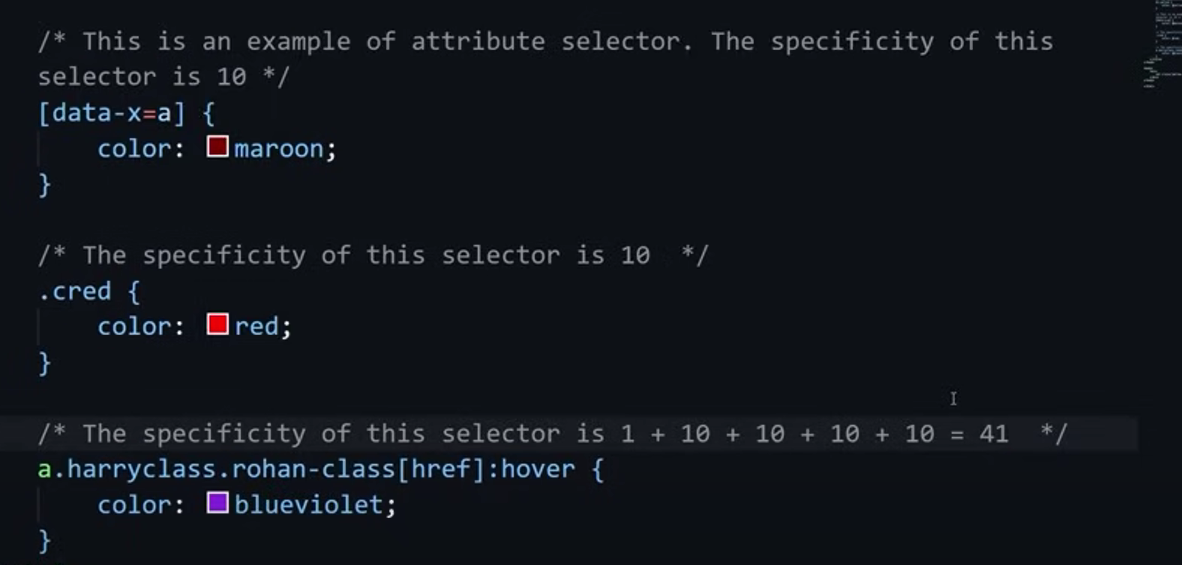 /* This is an example of attribute selector. The specificity of this
selector is 10 */
[data-x=a] {
    color: maroon;
}

/* The specificity of this selector is 10  */
.cred {
    color: red;
}

/* The specificity of this selector is 1 + 10 + 10 + 10 + 10 = 41  */
a.harryclass.rohan-class[href]:hover {
    color: blueviolet;
}